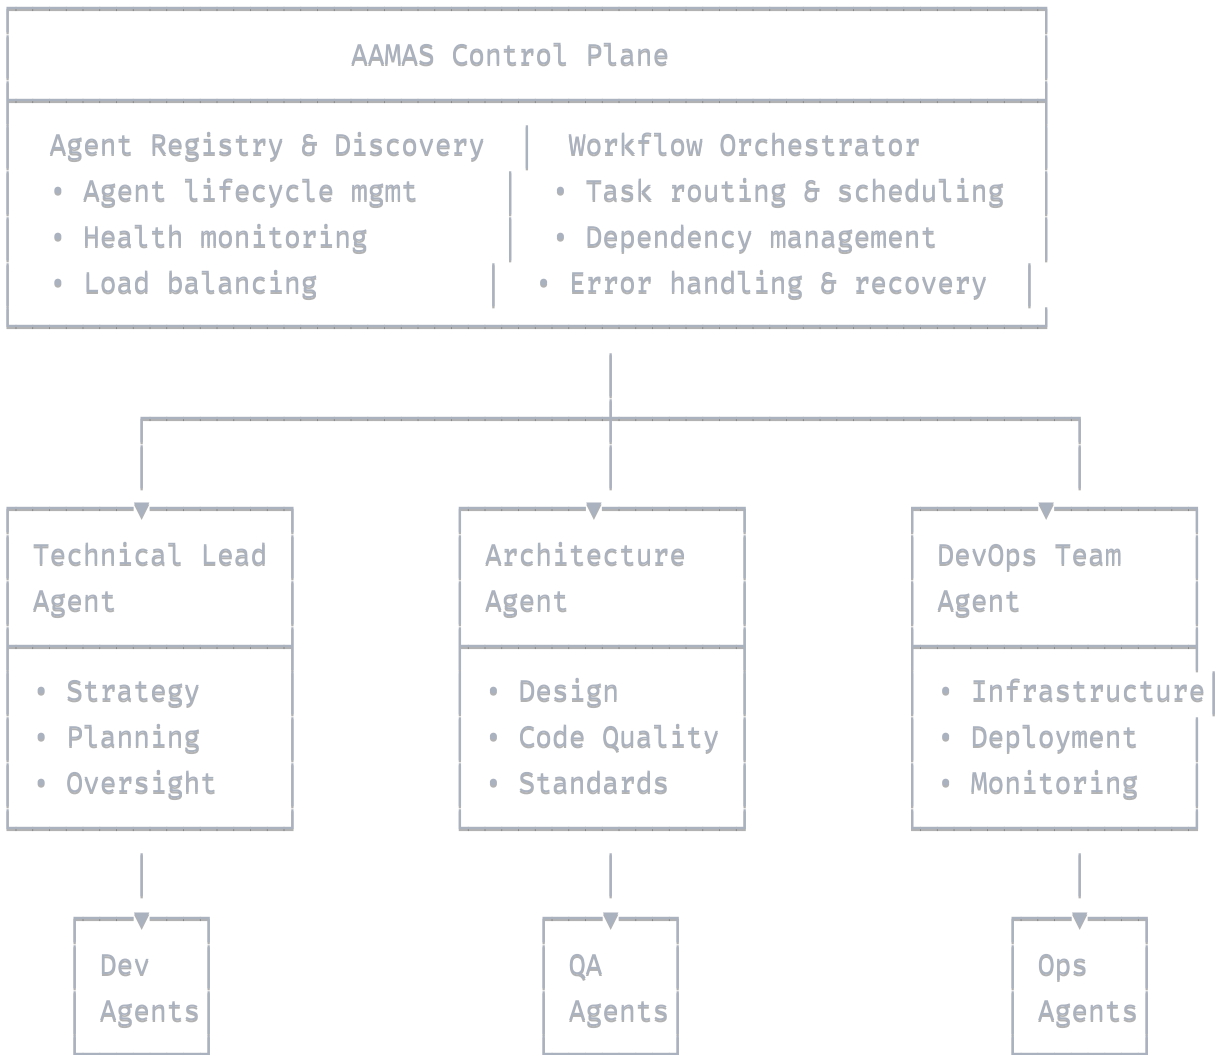 AAMAS Control Plane
Agent Registry & Discovery │ Workflow Orchestrator
• Agent lifecycle mgmt │ • Task routing & scheduling
• Health monitoring │ • Dependency management
• Load balancing │ • Error handling & recovery │
Technical Lead Architecture DevOps Team
Agent Agent Agent
• Strategy • Design • Infrastructure│
• Planning • Code Quality • Deployment
• Oversight • Standards • Monitoring
Dev QA Ops
Agents Agents Agents